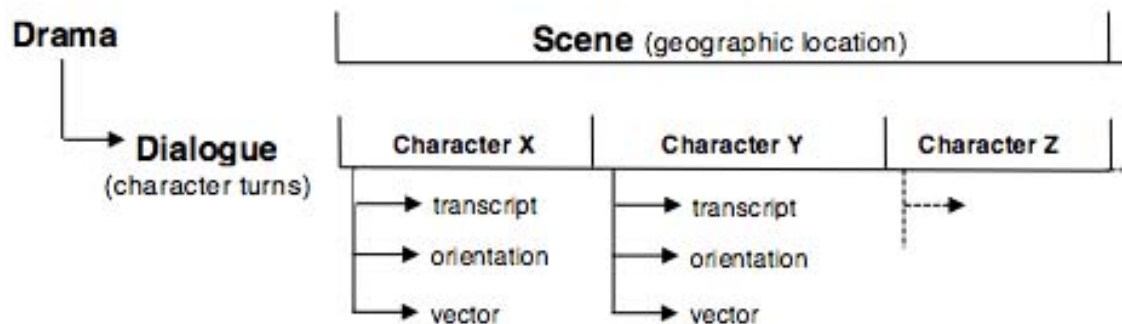 Drama
Scene (geographic location)
Dialogue
(character turns)
Character X
Character Y
Character Z
transcript
transcript
orientation
orientation
vector
vector